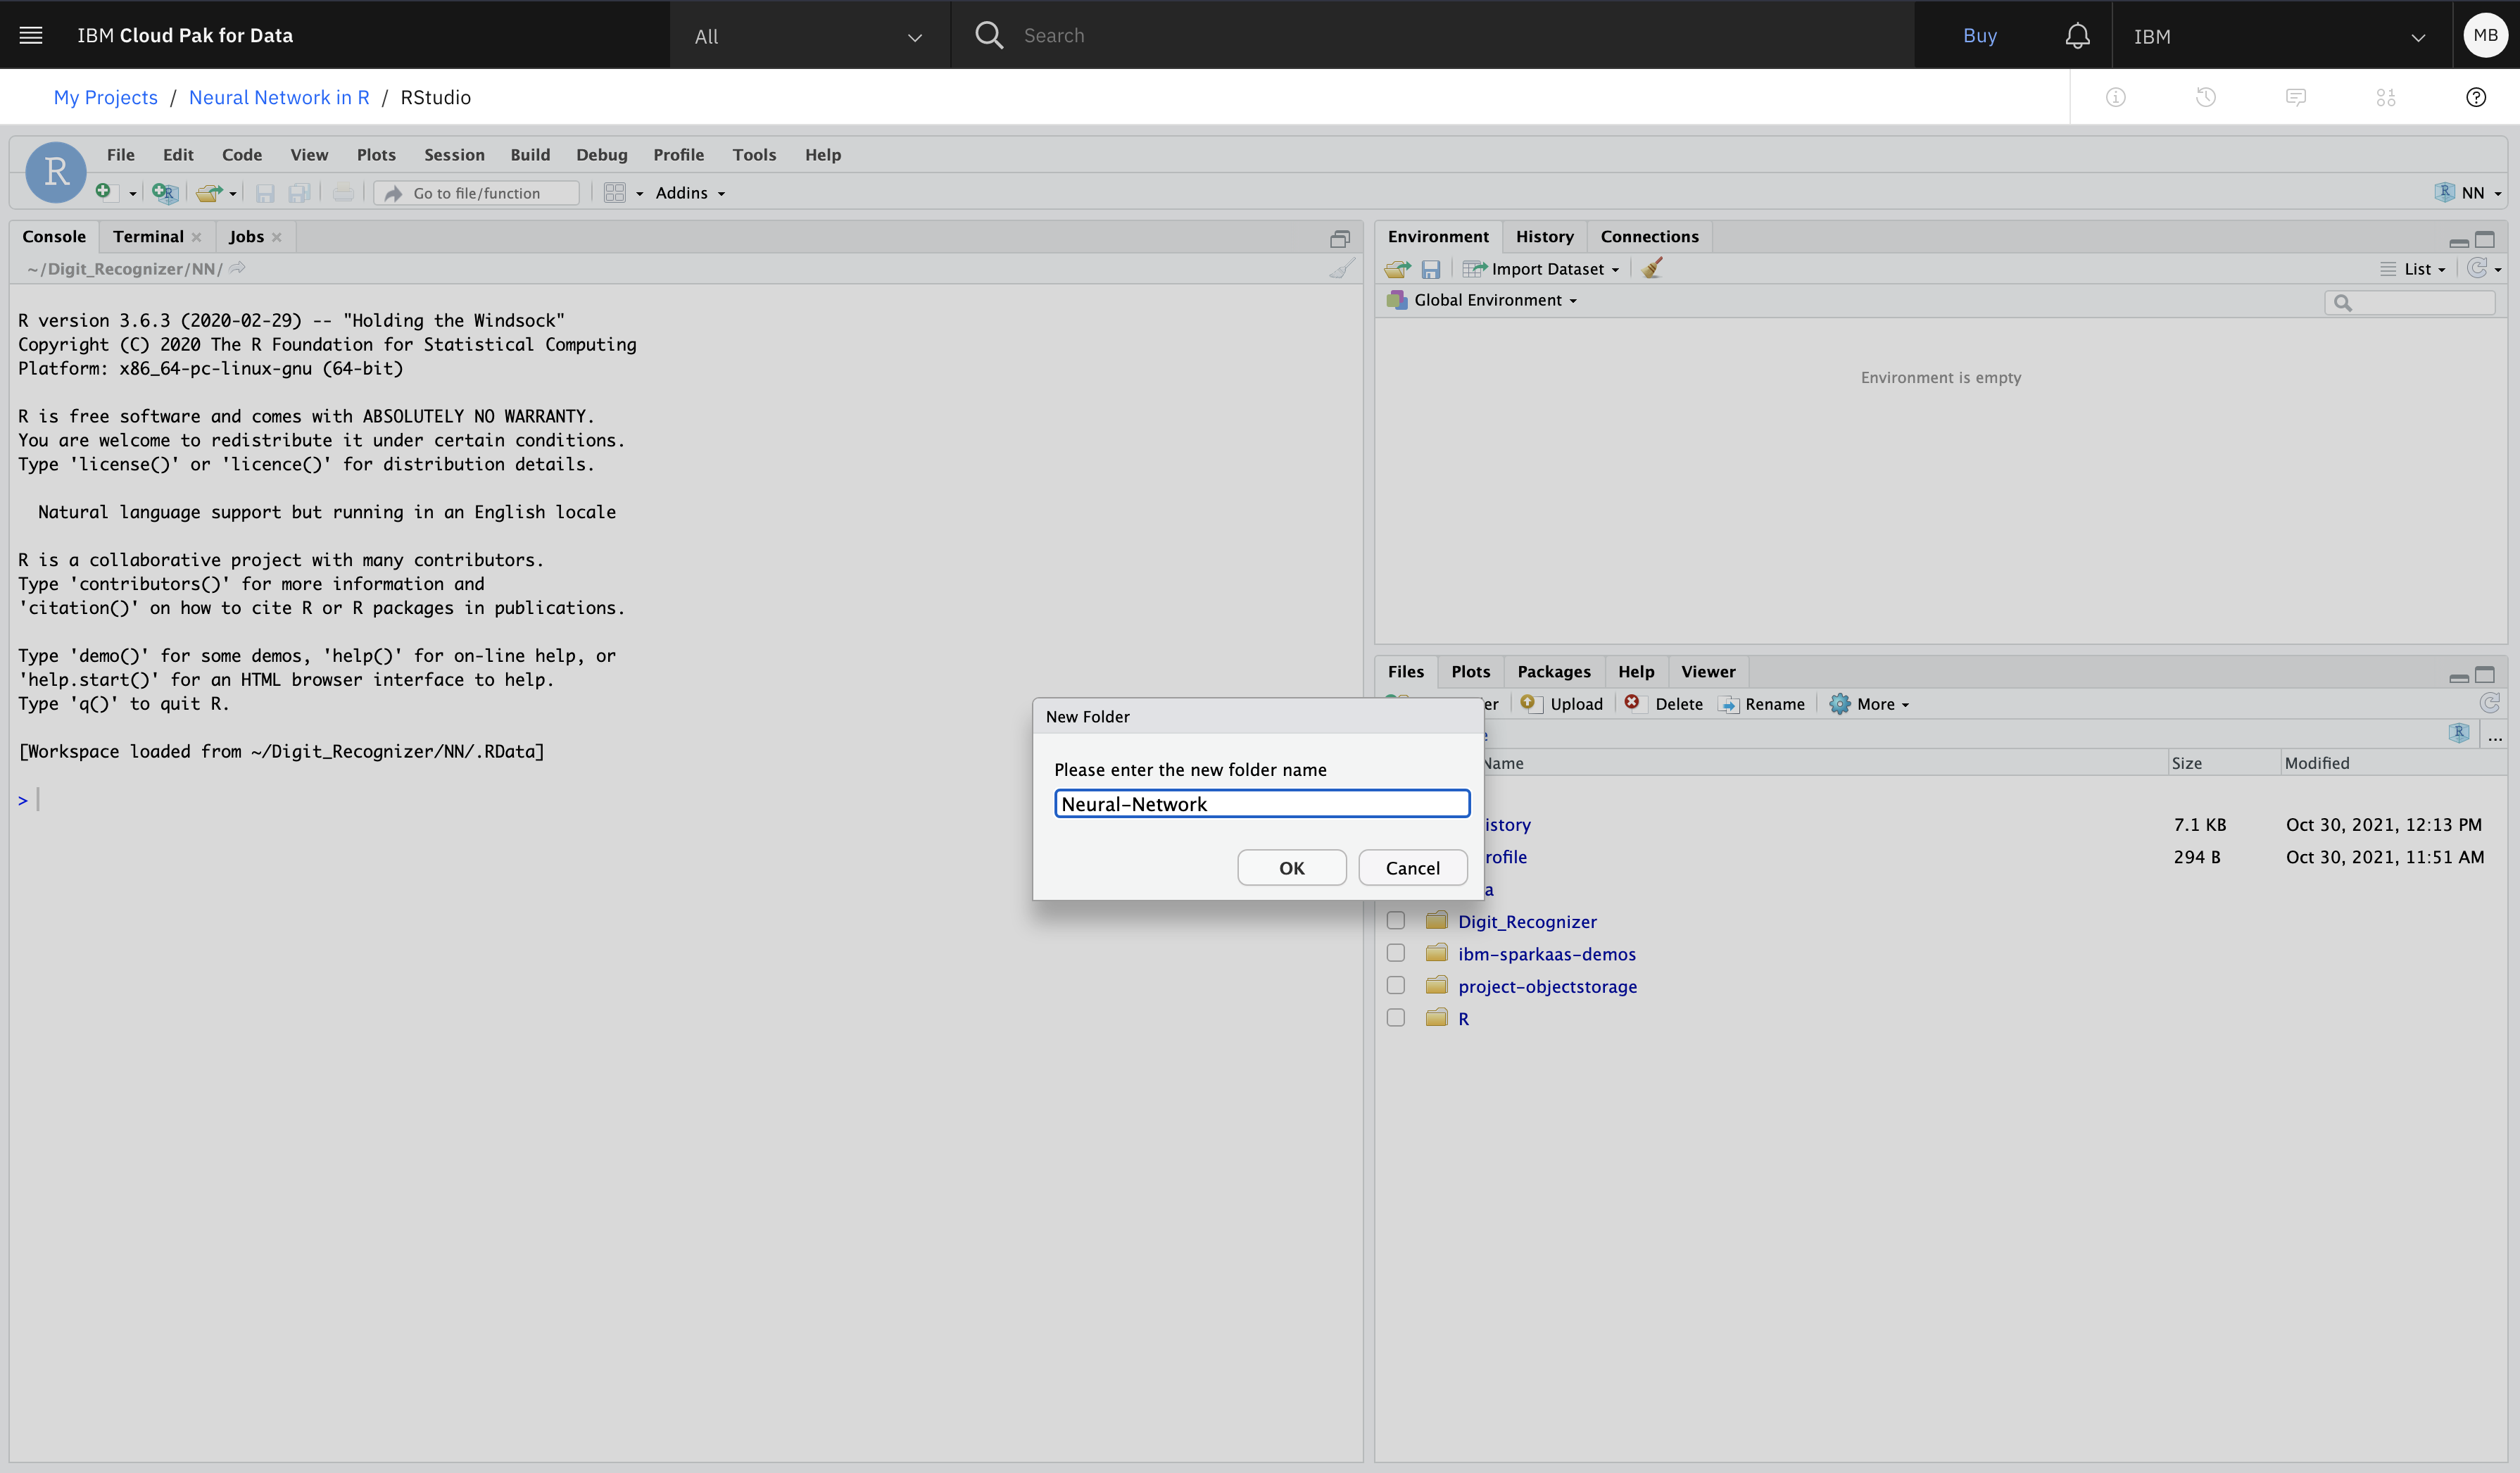 IBM Cloud Pak for Data
All
Search
Buy
IBM
MB
My Projects / Neural Network in R / RStudio
R
File Edit Code View Plots Session Build Debug Profile Tools Help
Go to file/function
Addins
NN
Console Terminal Jobs
~/Digit_Recognizer/NN/
R version 3.6.3 (2020-02-29) -- "Holding the Windsock"
Copyright (C) 2020 The R Foundation for Statistical Computing
Platform: x86_64-pc-linux-gnu (64-bit)
R is free software and comes with ABSOLUTELY NO WARRANTY.
You are welcome to redistribute it under certain conditions.
Type 'license()' or 'licence()' for distribution details.
Natural language support but running in an English locale
R is a collaborative project with many contributors.
Type 'contributors()' for more information and
'citation()' on how to cite R or R packages in publications.
Type 'demo()' for some demos, 'help()' for on-line help, or
'help.start()' for an HTML browser interface to help.
Type 'q()' to quit R.
[Workspace loaded from ~/Digit_Recognizer/NN/.RData]
>
Environment History Connections
Import Dataset
List
Global Environment
Environment is empty
Files Plots Packages Help Viewer
er Upload Delete Rename More
e
...
Name Size Modified
istory 7.1 KB Oct 30, 2021, 12:13 PM
rofile 294 B Oct 30, 2021, 11:51 AM
a
Digit_Recognizer
ibm-sparkaas-demos
project-objectstorage
R
New Folder
Please enter the new folder name
Neural-Network
OK Cancel